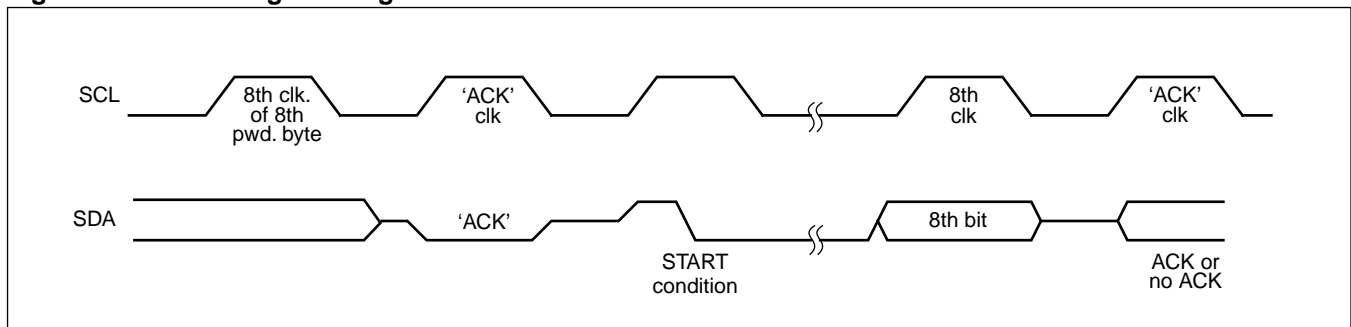 SCL
8th clk.
of 8th
pwd. byte
'ACK'
clk
8th
clk
'ACK'
clk
SDA
'ACK'
8th bit
START
condition
ACK or
no ACK